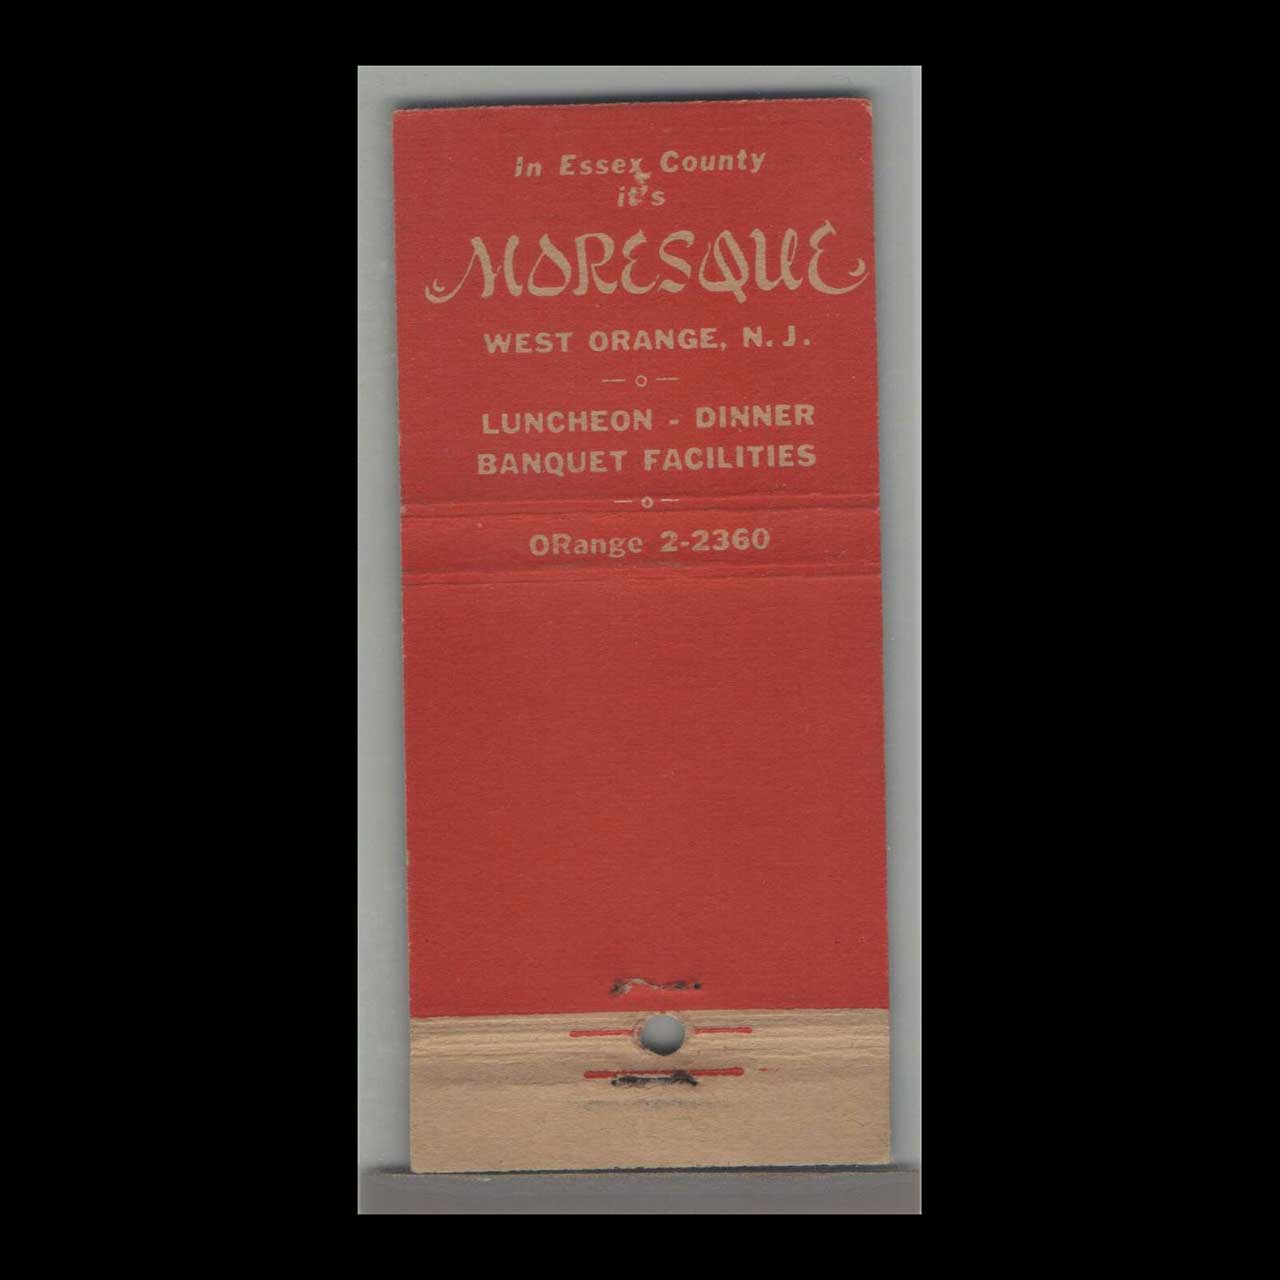 In Essex County
it's
MORESQUE
WEST ORANGE, N. J.
LUNCHEON - DINNER
BANQUET FACILITIES
ORange 2-2360